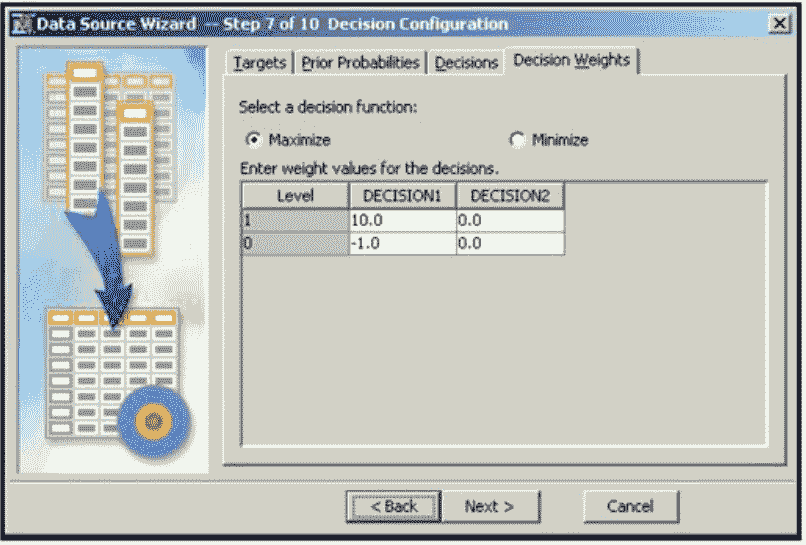 Data Source Wizard — Step 7 of 10 Decision Configuration
Targets Prior Probabilities Decisions Decision Weights
Select a decision function:
Maximize Minimize
Enter weight values for the decisions.
Level DECISION1 DECISION2
1 10.0 0.0
0 -1.0 0.0
< Back Next > Cancel